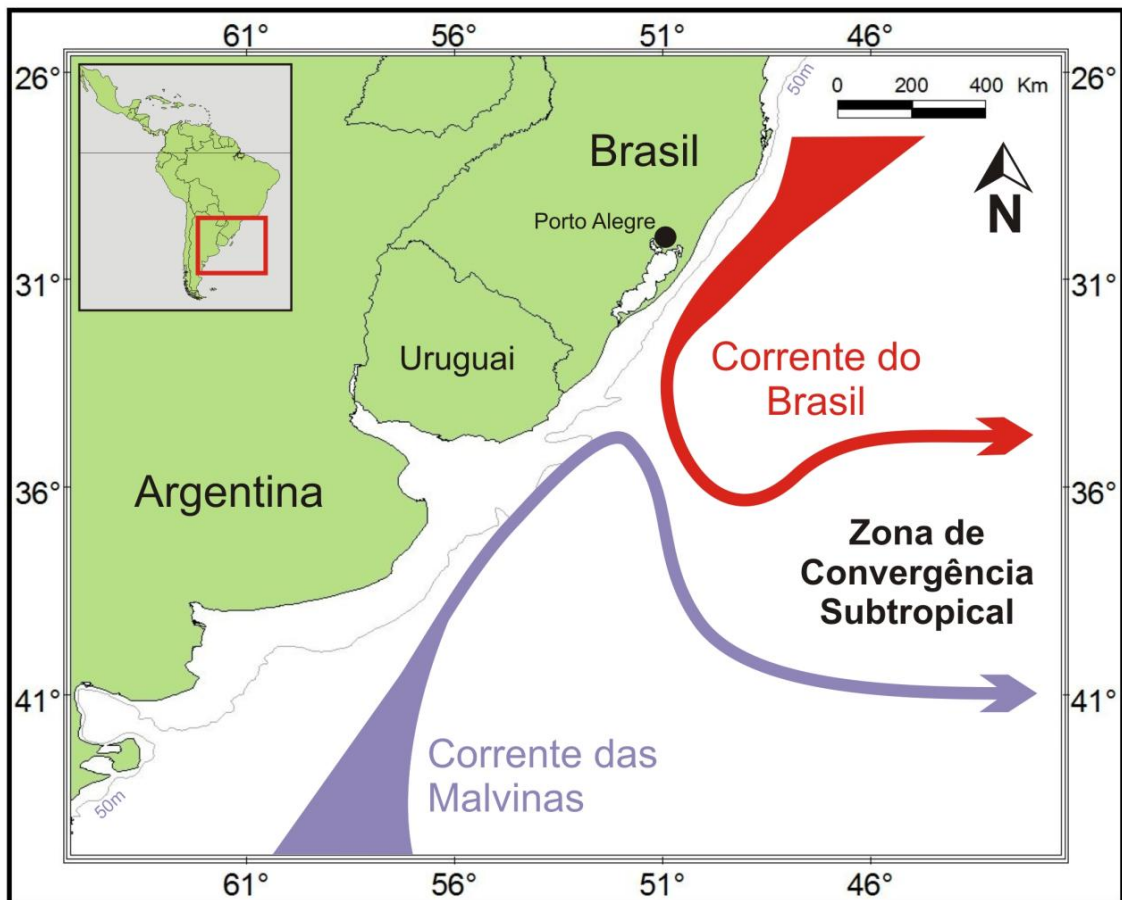 61° 56° 51° 46°
26° 26°
50m
0 200 400 Km
Brasil
N
Porto Alegre
31° 31°
Uruguai
Corrente do
Brasil
Argentina
36° 36°
Zona de
Convergência
Subtropical
41° 41°
Corrente das
Malvinas
50m
61° 56° 51° 46°